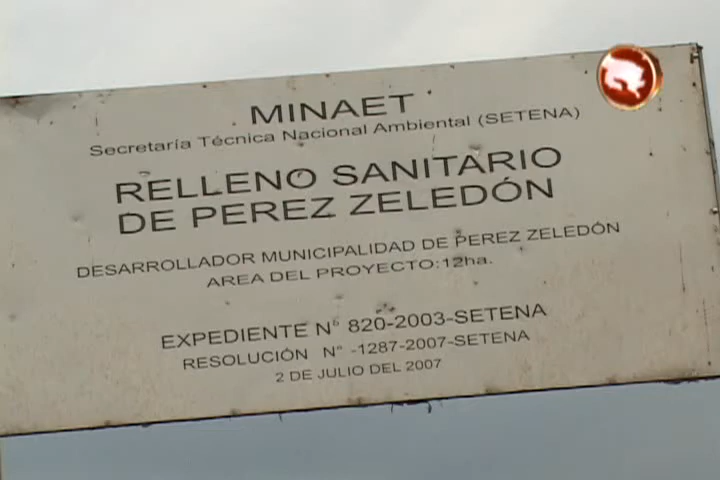 MINAET
Secretaría Técnica Nacional Ambiental (SETENA)
RELLENO SANITARIO
DE PEREZ ZELEDÓN
DESARROLLADOR MUNICIPALIDAD DE PEREZ ZELEDÓN
AREA DEL PROYECTO:12ha.
EXPEDIENTE N° 820-2003-SETENA
RESOLUCIÓN N° -1287-2007-SETENA
2 DE JULIO DEL 2007